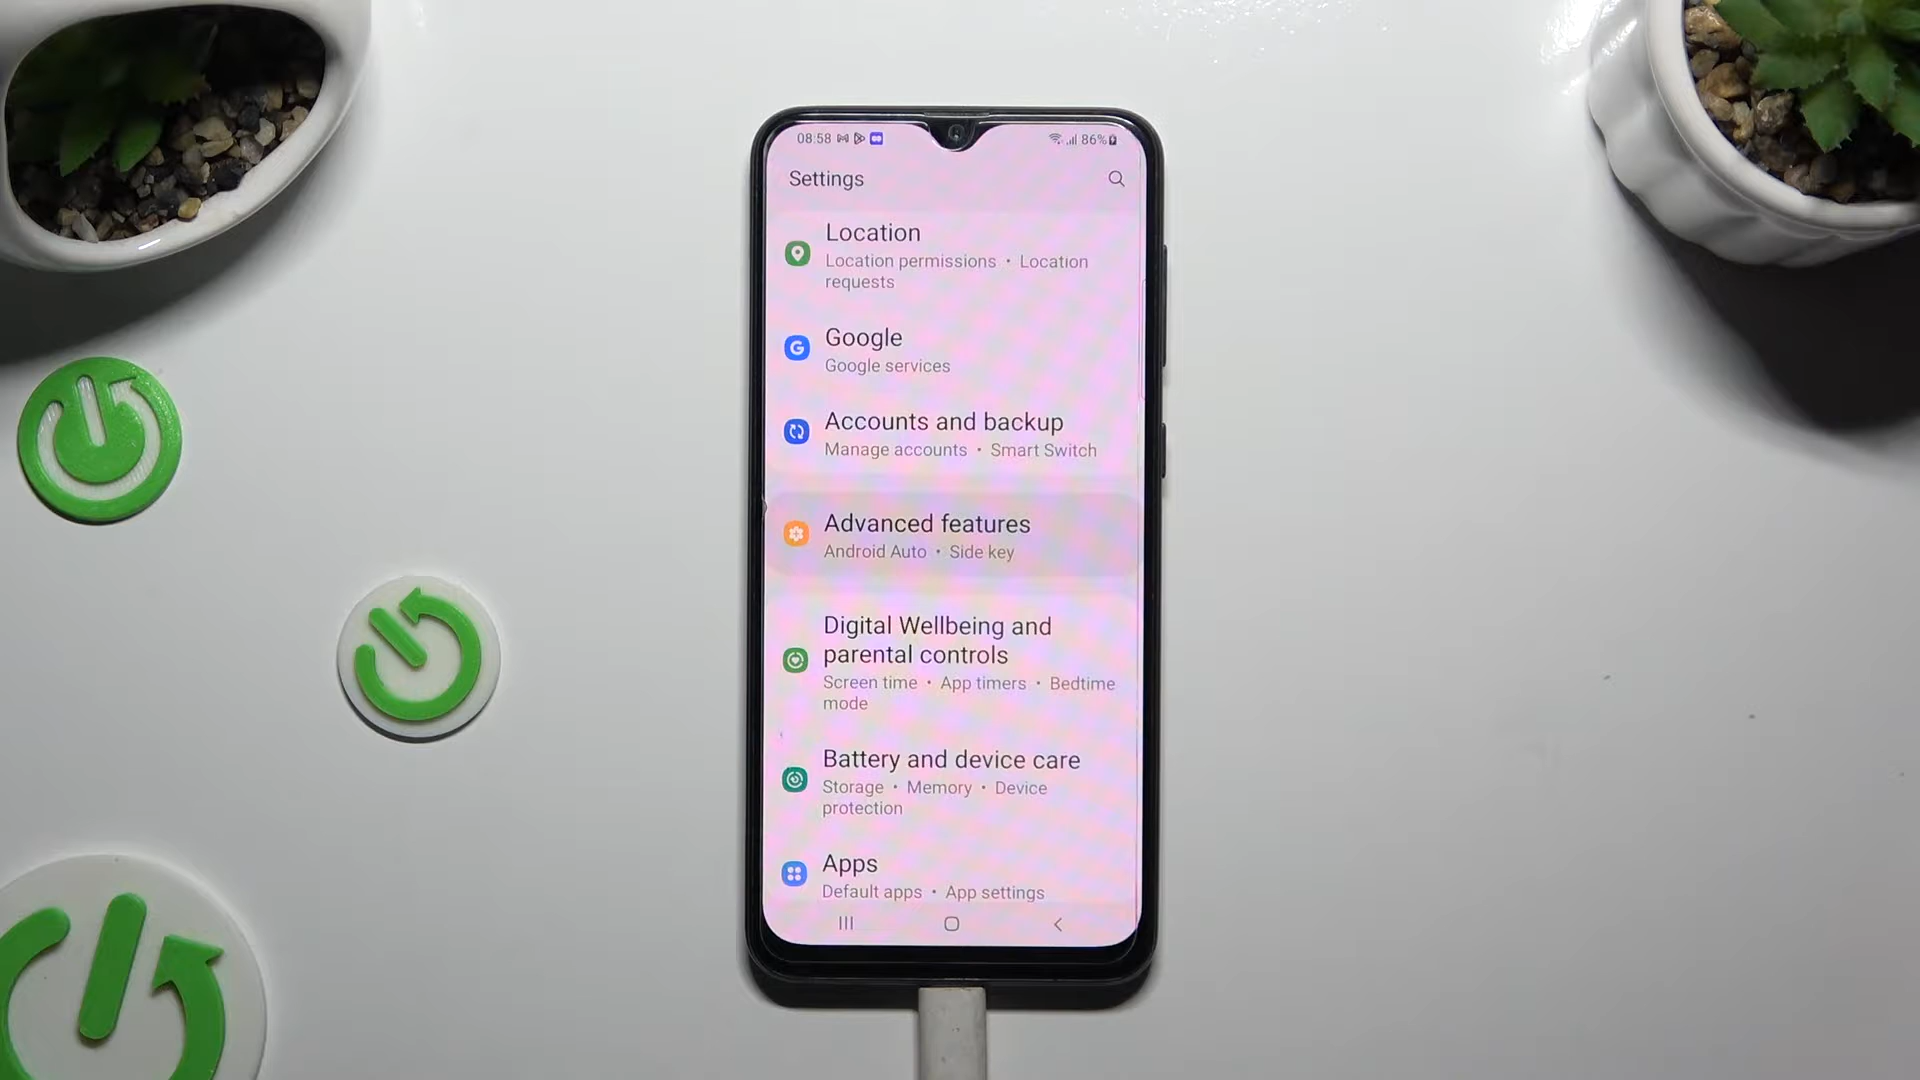 08:58
86%
Settings
Location
Location permissions • Location
requests
Google
Google services
Accounts and backup
Manage accounts • Smart Switch
Advanced features
Android Auto • Side key
Digital Wellbeing and
parental controls
Screen time • App timers • Bedtime
mode
Battery and device care
Storage • Memory • Device
protection
Apps
Default apps • App settings